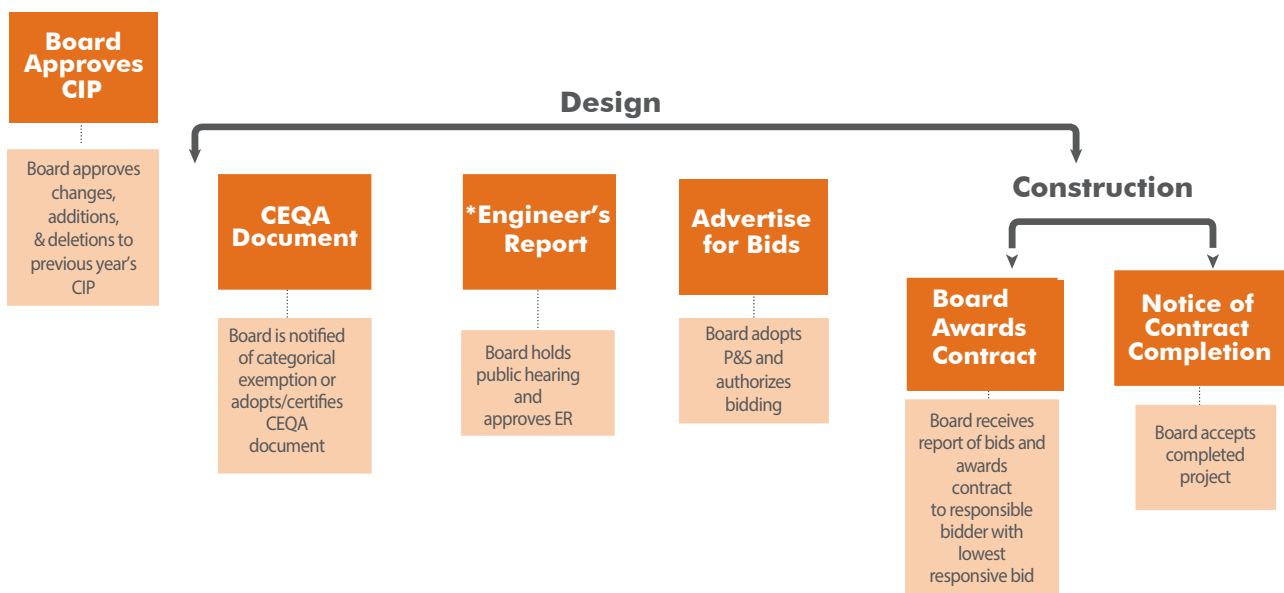 Board
Approves
CIP
Board approves
changes,
additions,
& deletions to
previous year's
CIP
Design
CEQA
Document
Board is notified
of categorical
exemption or
adopts/certifies
CEQA
document
*Engineer's
Report
Board holds
public hearing
and
approves ER
Advertise
for Bids
Board adopts
P&S and
authorizes
bidding
Construction
Board
Awards
Contract
Board receives
report of bids and
awards
contract
to responsible
bidder with
lowest
responsive bid
Notice of
Contract
Completion
Board accepts
completed
project